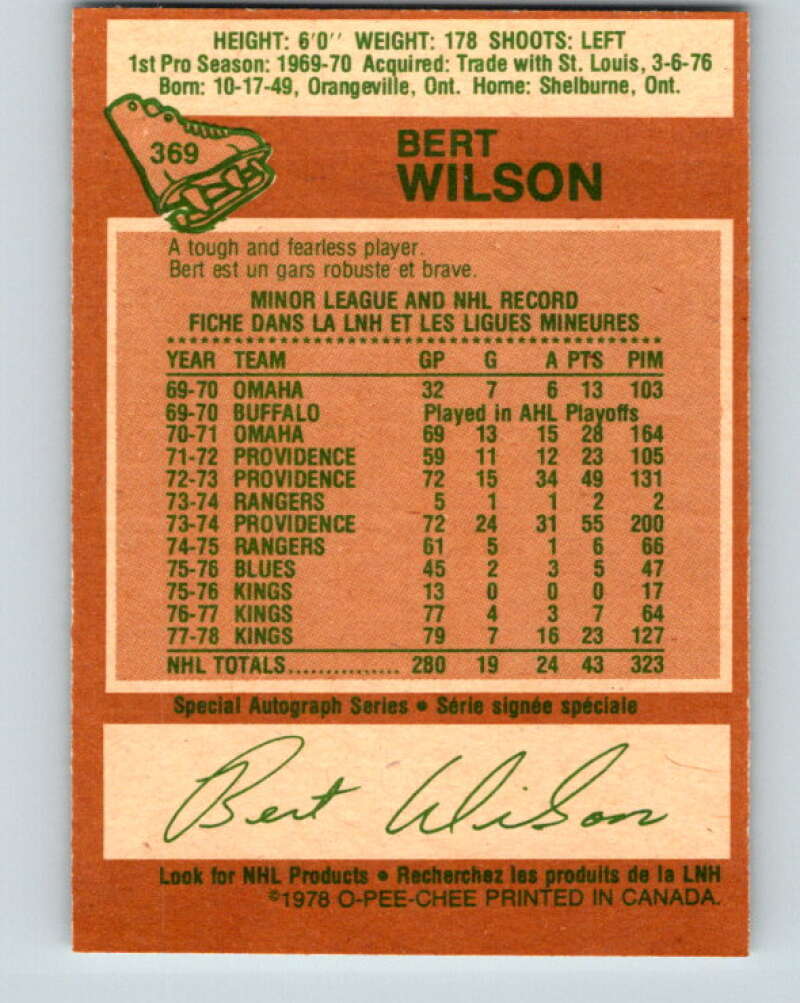 HEIGHT: 6'0'' WEIGHT: 178 SHOOTS: LEFT
1st Pro Season: 1969-70 Acquired: Trade with St. Louis, 3-6-76
Born: 10-17-49, Orangeville, Ont. Home: Shelburne, Ont.
369
BERT
WILSON
A tough and fearless player.
Bert est un gars robuste et brave.
MINOR LEAGUE AND NHL RECORD
FICHE DANS LA LNH ET LES LIGUES MINEURES
YEAR TEAM GP G A PTS PIM
69-70 OMAHA 32 7 6 13 103
69-70 BUFFALO Played in AHL Playoffs
70-71 OMAHA 69 13 15 28 164
71-72 PROVIDENCE 59 11 12 23 105
72-73 PROVIDENCE 72 15 34 49 131
73-74 RANGERS 5 1 1 2 2
73-74 PROVIDENCE 72 24 31 55 200
74-75 RANGERS 61 5 1 6 66
75-76 BLUES 45 2 3 5 47
75-76 KINGS 13 0 0 0 17
76-77 KINGS 77 4 3 7 64
77-78 KINGS 79 7 16 23 127
NHL TOTALS............... 280 19 24 43 323
Special Autograph Series • Série signée spéciale
Bert Wilson
Look for NHL Products • Recherchez les produits de la LNH
©1978 O-PEE-CHEE PRINTED IN CANADA.